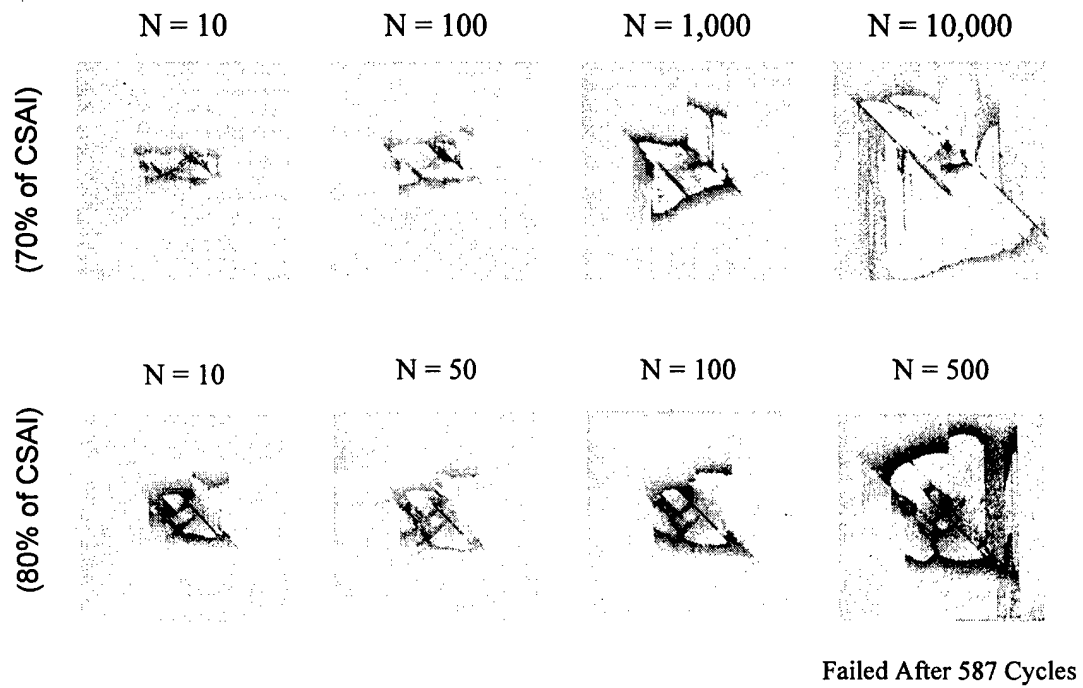 N = 10 N = 100 N = 1,000 N = 10,000
(70% of CSAI)
N = 10 N = 50 N = 100 N = 500
(80% of CSAI)
Failed After 587 Cycles